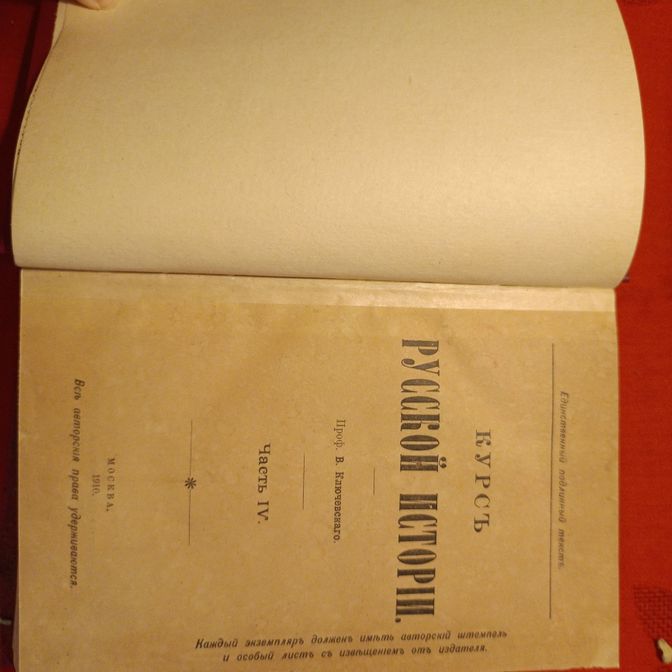 Единственный подлинный текстъ.
КУРСЪ
РУССКОЙ ИСТОРІИ.
Проф. В. Ключевскаго.
Часть IV.
МОСКВА.
1910.
Всѣ авторскія права удерживаются.
Каждый экземпляръ долженъ имѣть авторскій штемпель
и особый листъ съ извѣщеніемъ отъ издателя.